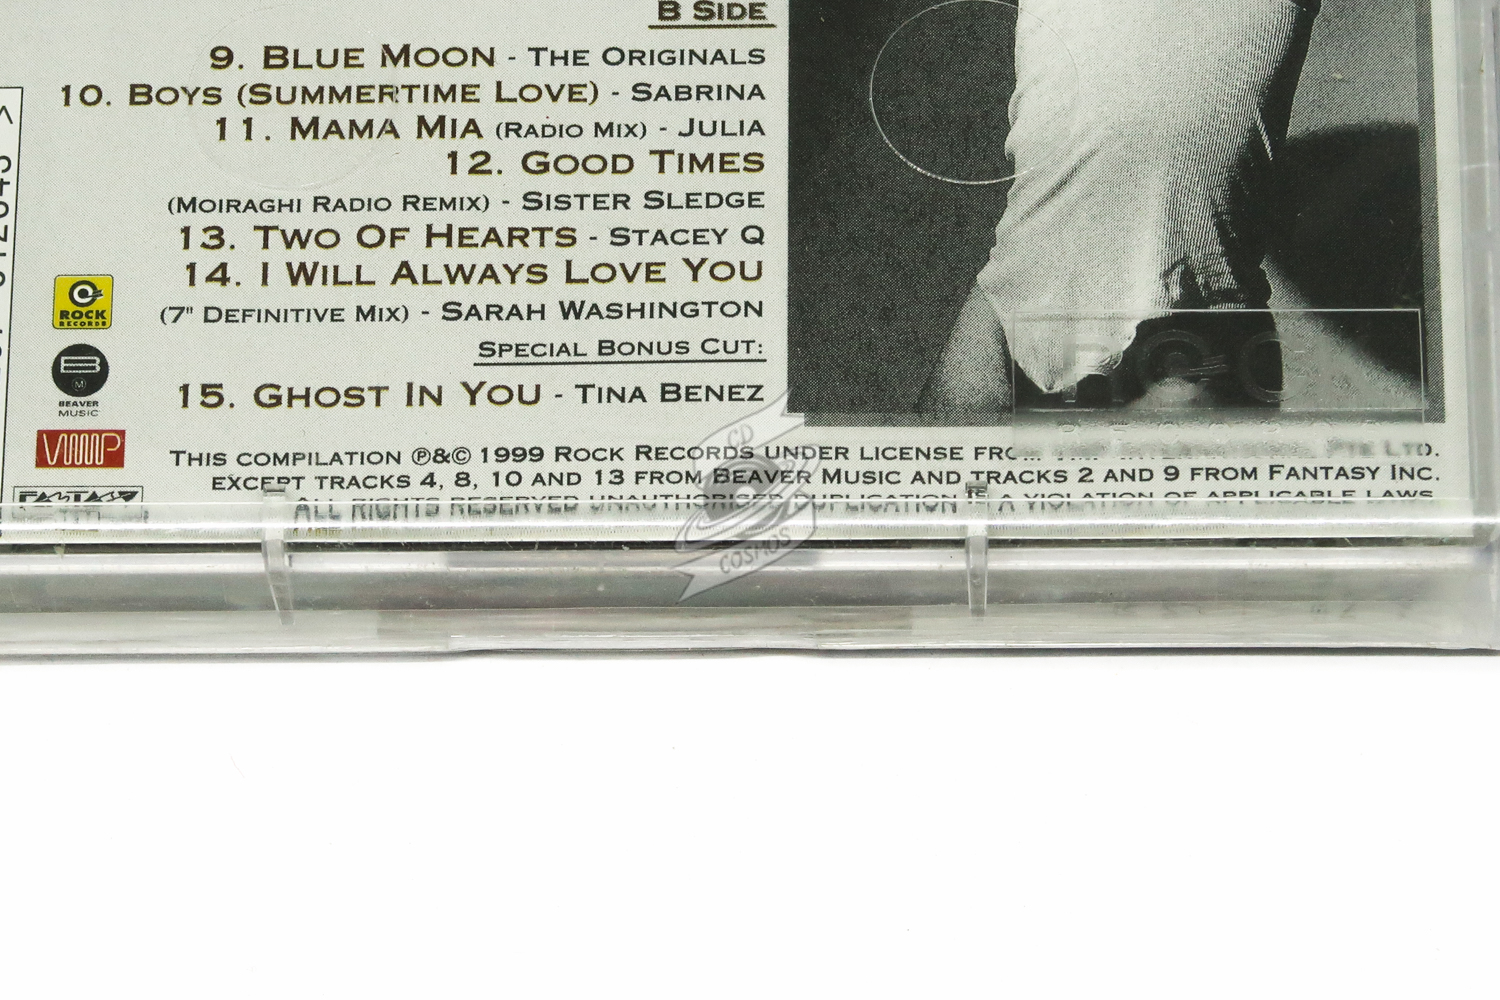 B SIDE
9. BLUE MOON - THE ORIGINALS
10. BOYS (SUMMERTIME LOVE) - SABRINA
11. MAMA MIA (RADIO MIX) - JULIA
12. GOOD TIMES
(MOIRAGHI RADIO REMIX) - SISTER SLEDGE
13. TWO OF HEARTS - STACEY Q
14. I WILL ALWAYS LOVE YOU
(7" DEFINITIVE MIX) - SARAH WASHINGTON
SPECIAL BONUS CUT:
15. GHOST IN YOU - TINA BENEZ
ROCK
RECORDS
B
M
BEAVER
MUSIC
VMP
FANTASY
THIS COMPILATION ℗&© 1999 ROCK RECORDS UNDER LICENSE PTE LTD.
EXCEPT TRACKS 4, 8, 10 AND 13 FROM BEAVER MUSIC AND TRACKS 2 AND 9 FROM FANTASY INC.
ALL RIGHTS RESERVED UNAUTHORISED DUPLICATION IS A VIOLATION OF APPLICABLE LAWS
CD
COSMOS